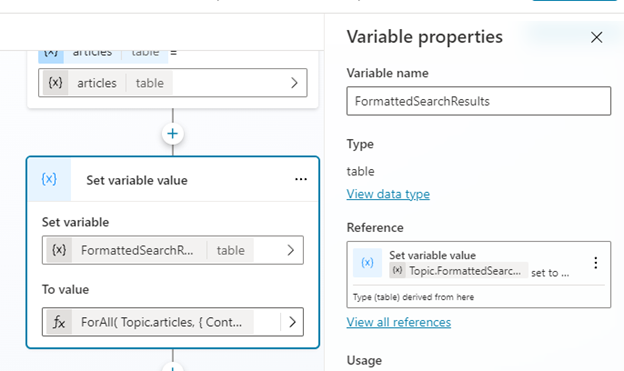 {x} articles table =
{x} articles table
{x} Set variable value ...
Set variable
{x} FormattedSearchR... table
To value
fx ForAll( Topic.articles, { Cont...
Variable properties
Variable name
FormattedSearchResults
Type
table
View data type
Reference
(x) Set variable value
{x} Topic.FormattedSearc... set to ...
Type (table) derived from here
View all references
Usage